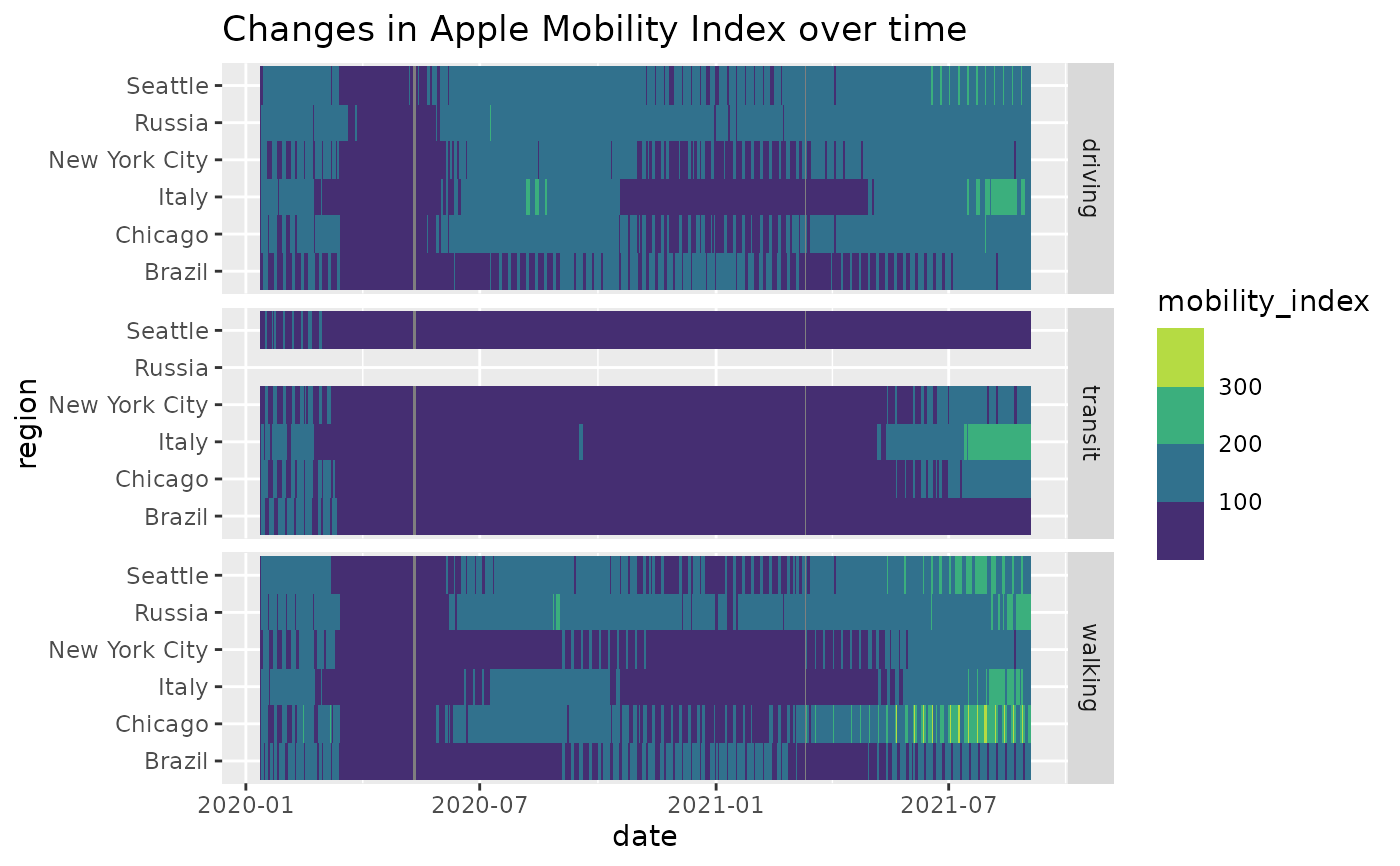 Changes in Apple Mobility Index over time
Seattle
Russia
New York City
Italy
Chicago
Brazil
driving
Seattle
Russia
New York City
Italy
Chicago
Brazil
transit
Seattle
Russia
New York City
Italy
Chicago
Brazil
walking
region
2020-01
2020-07
2021-01
2021-07
date
mobility_index
300
200
100